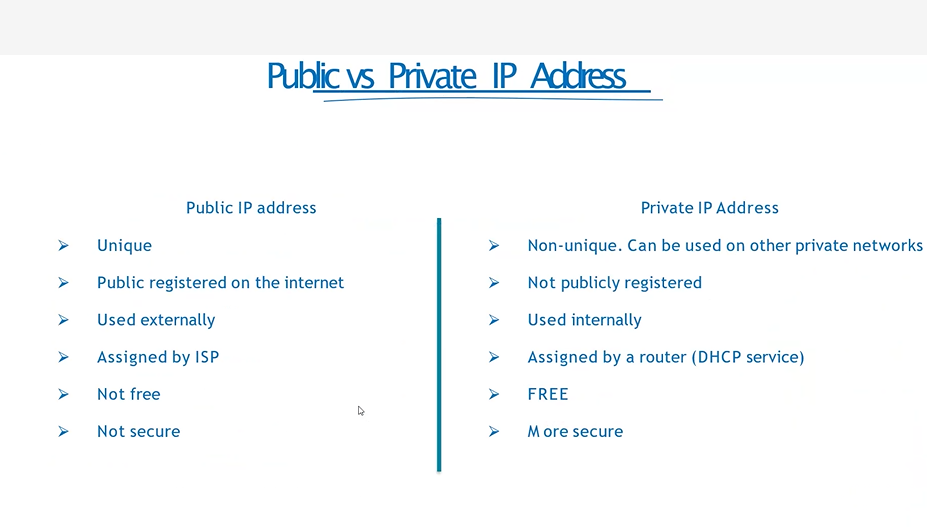 Public vs Private IP Address
Public IP address
Unique
Public registered on the internet
Used externally
Assigned by ISP
Not free
Not secure
Private IP Address
Non-unique. Can be used on other private networks
Not publicly registered
Used internally
Assigned by a router (DHCP service)
FREE
More secure